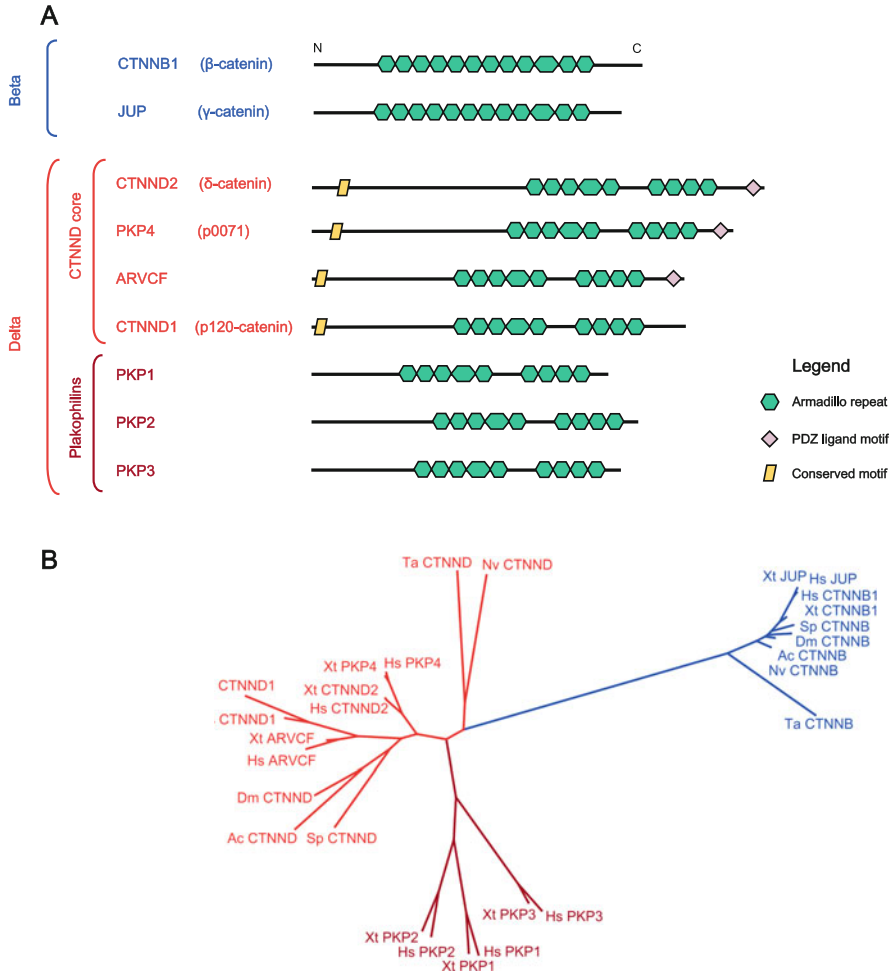 A
N C
Beta
CTNNB1 (β-catenin)
JUP (γ-catenin)
Delta
CTNND core
CTNND2 (δ-catenin)
PKP4 (p0071)
ARVCF
CTNND1 (p120-catenin)
Plakophilins
PKP1
PKP2
PKP3
Legend
Armadillo repeat
PDZ ligand motif
Conserved motif
B
Ta CTNND
Nv CTNND
Xt JUP Hs JUP
Hs CTNNB1
Xt CTNNB1
Sp CTNNB
Dm CTNNB
Ac CTNNB
Nv CTNNB
Ta CTNNB
Xt PKP4 Hs PKP4
Xt CTNND2
Hs CTNND2
CTNND1
CTNND1
Xt ARVCF
Hs ARVCF
Dm CTNND
Ac CTNND Sp CTNND
Xt PKP3 Hs PKP3
Xt PKP2
Hs PKP2 Hs PKP1
Xt PKP1